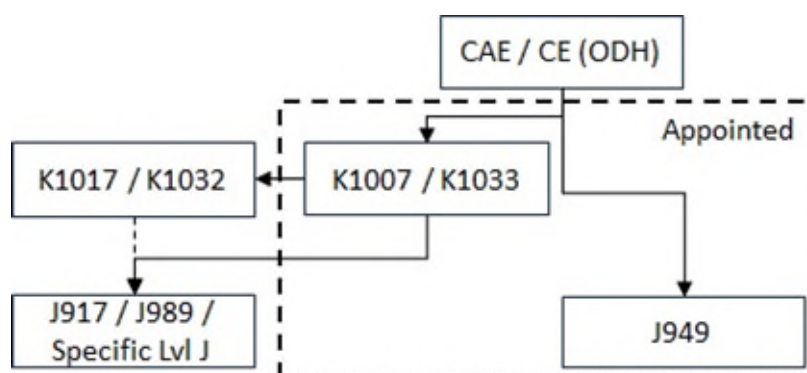 CAE / CE (ODH)
Appointed
K1017 / K1032
K1007 / K1033
J917 / J989 /
Specific Lvl J
J949